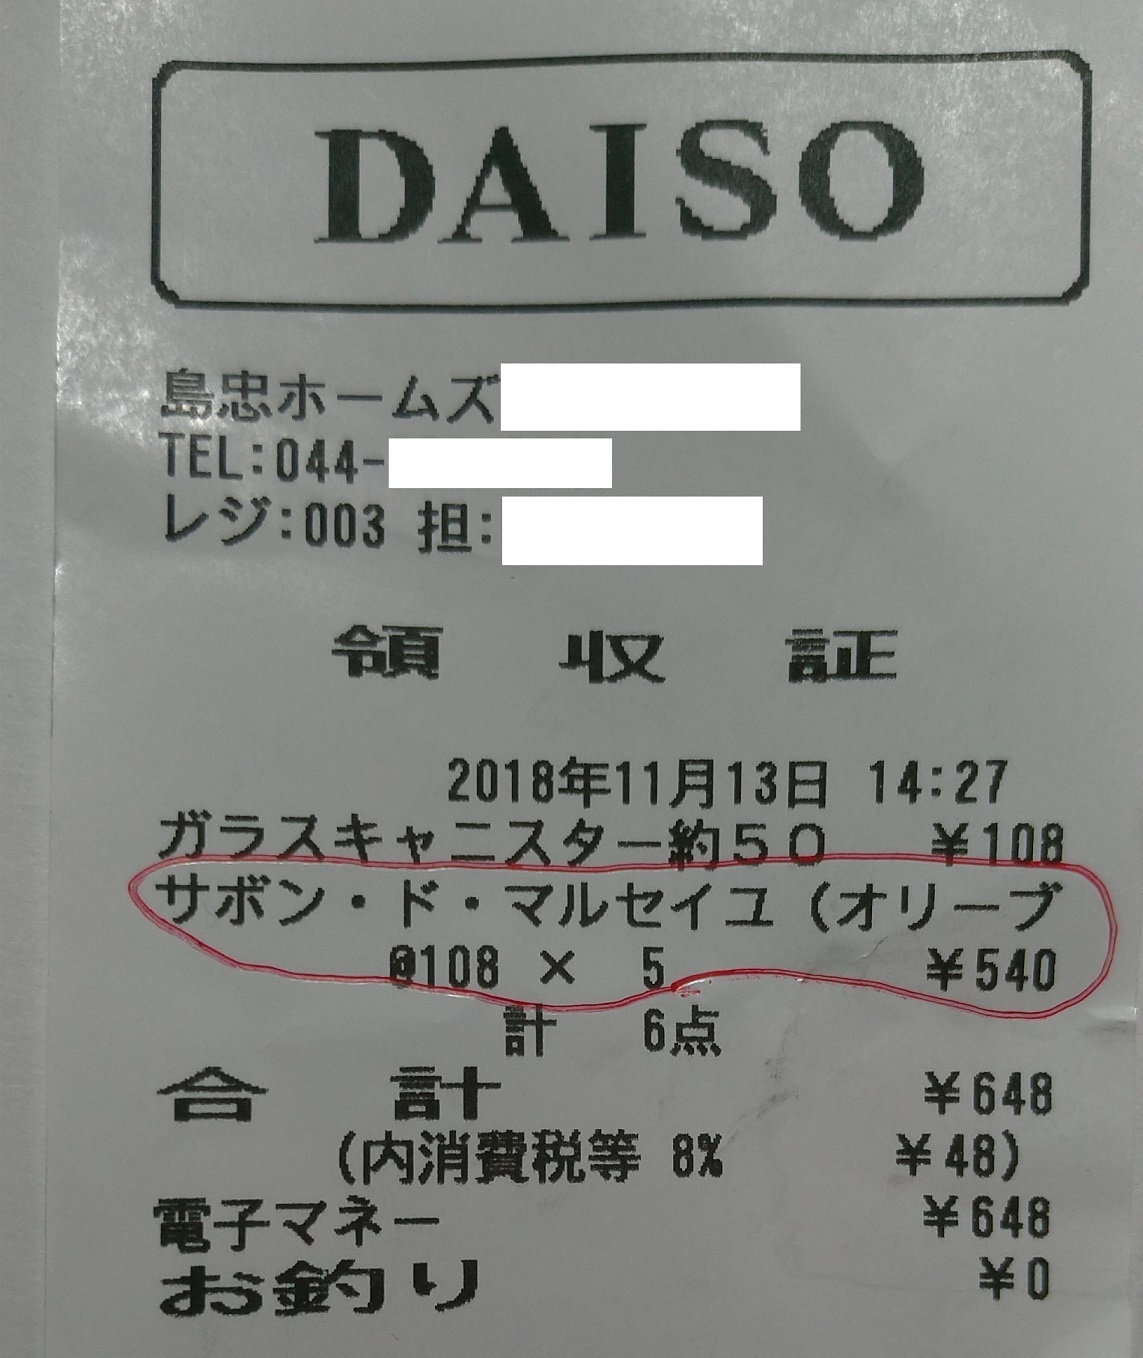 DAISO
島忠ホームズ
TEL:044-
レジ:003 担:
領 収 証
2018年11月13日 14:27
ガラスキャニスター約５０ ¥108
サボン・ド・マルセイユ（オリーブ
@108 × 5 ¥540
計 6点
合 計 ¥648
(内消費税等 8% ¥48)
電子マネー ¥648
お釣り ¥0